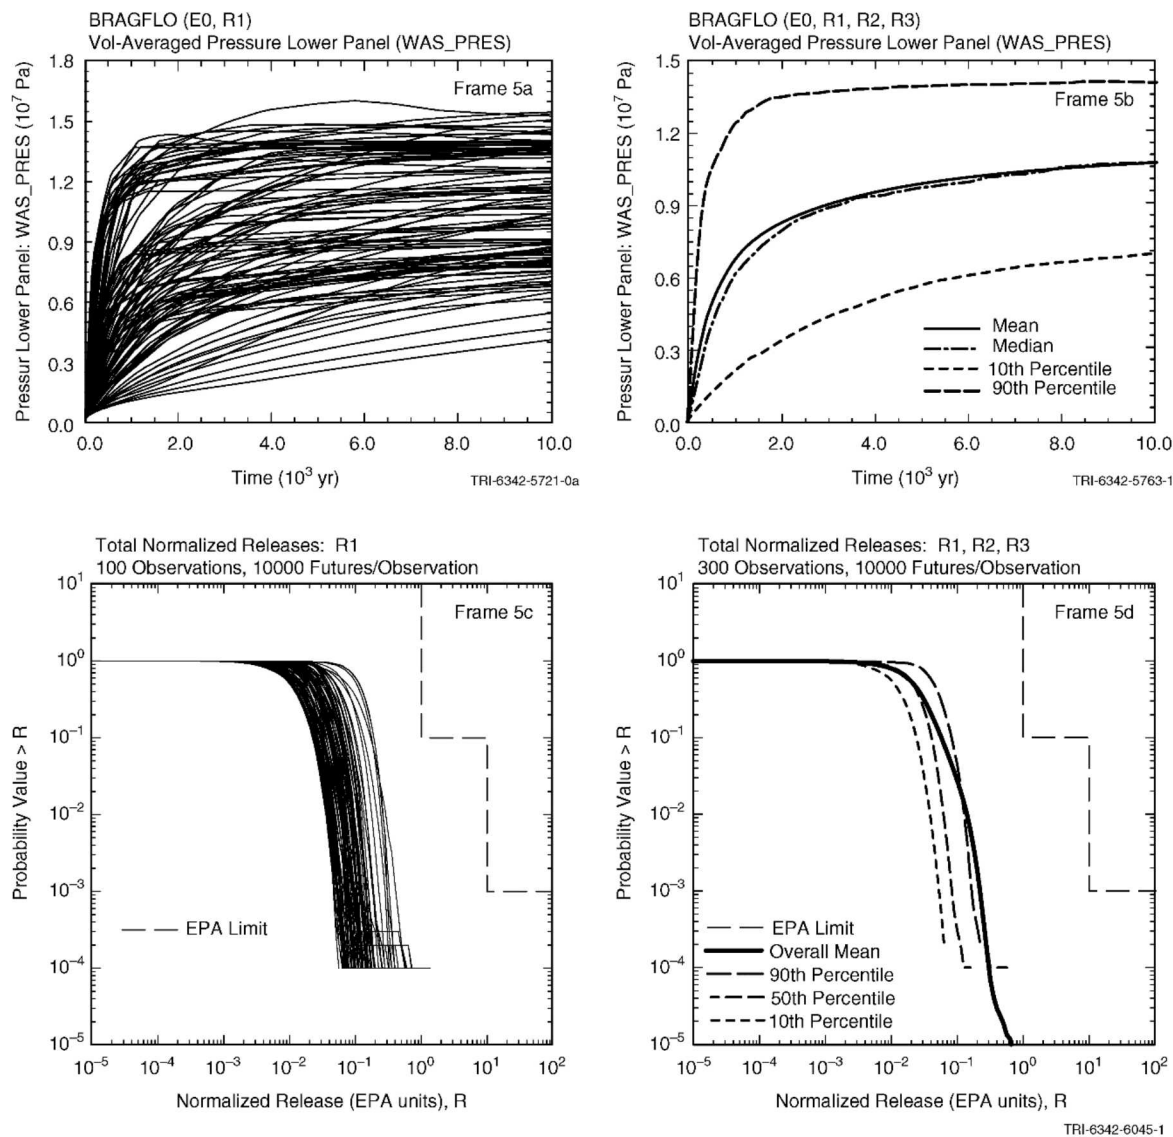 BRAGFLO (E0, R1)
Vol-Averaged Pressure Lower Panel (WAS_PRES)
Pressur Lower Panel: WAS_PRES (10⁷ Pa)
1.8
1.5
1.2
0.9
0.6
0.3
0.0
Frame 5a
0.0 2.0 4.0 6.0 8.0 10.0
Time (10³ yr)
TRI-6342-5721-0a
BRAGFLO (E0, R1, R2, R3)
Vol-Averaged Pressure Lower Panel (WAS_PRES)
Pressur Lower Panel: WAS_PRES (10⁷ Pa)
1.5
1.2
0.9
0.6
0.3
0.0
Frame 5b
Mean
Median
10th Percentile
90th Percentile
0.0 2.0 4.0 6.0 8.0 10.0
Time (10³ yr)
TRI-6342-5763-1
Total Normalized Releases: R1
100 Observations, 10000 Futures/Observation
Probability Value > R
10¹
10⁰
10⁻¹
10⁻²
10⁻³
10⁻⁴
10⁻⁵
Frame 5c
EPA Limit
10⁻⁵ 10⁻⁴ 10⁻³ 10⁻² 10⁻¹ 10⁰ 10¹ 10²
Normalized Release (EPA units), R
Total Normalized Releases: R1, R2, R3
300 Observations, 10000 Futures/Observation
Probability Value > R
10¹
10⁰
10⁻¹
10⁻²
10⁻³
10⁻⁴
10⁻⁵
Frame 5d
EPA Limit
Overall Mean
90th Percentile
50th Percentile
10th Percentile
10⁻⁵ 10⁻⁴ 10⁻³ 10⁻² 10⁻¹ 10⁰ 10¹ 10²
Normalized Release (EPA units), R
TRI-6342-6045-1